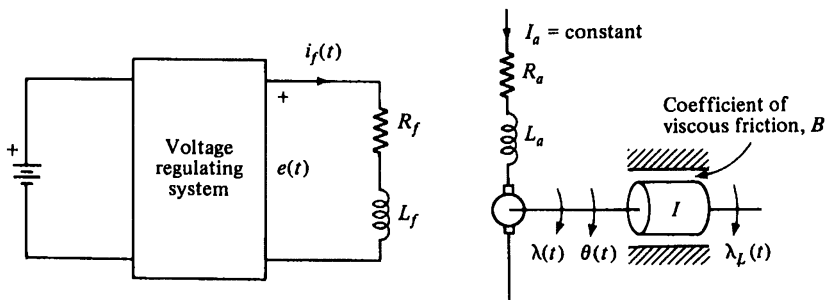 i_f(t)
+
R_f
Voltage
regulating
system
e(t)
L_f
+
I_a = constant
R_a
L_a
Coefficient of
viscous friction, B
I
λ(t)
θ(t)
λ_L(t)